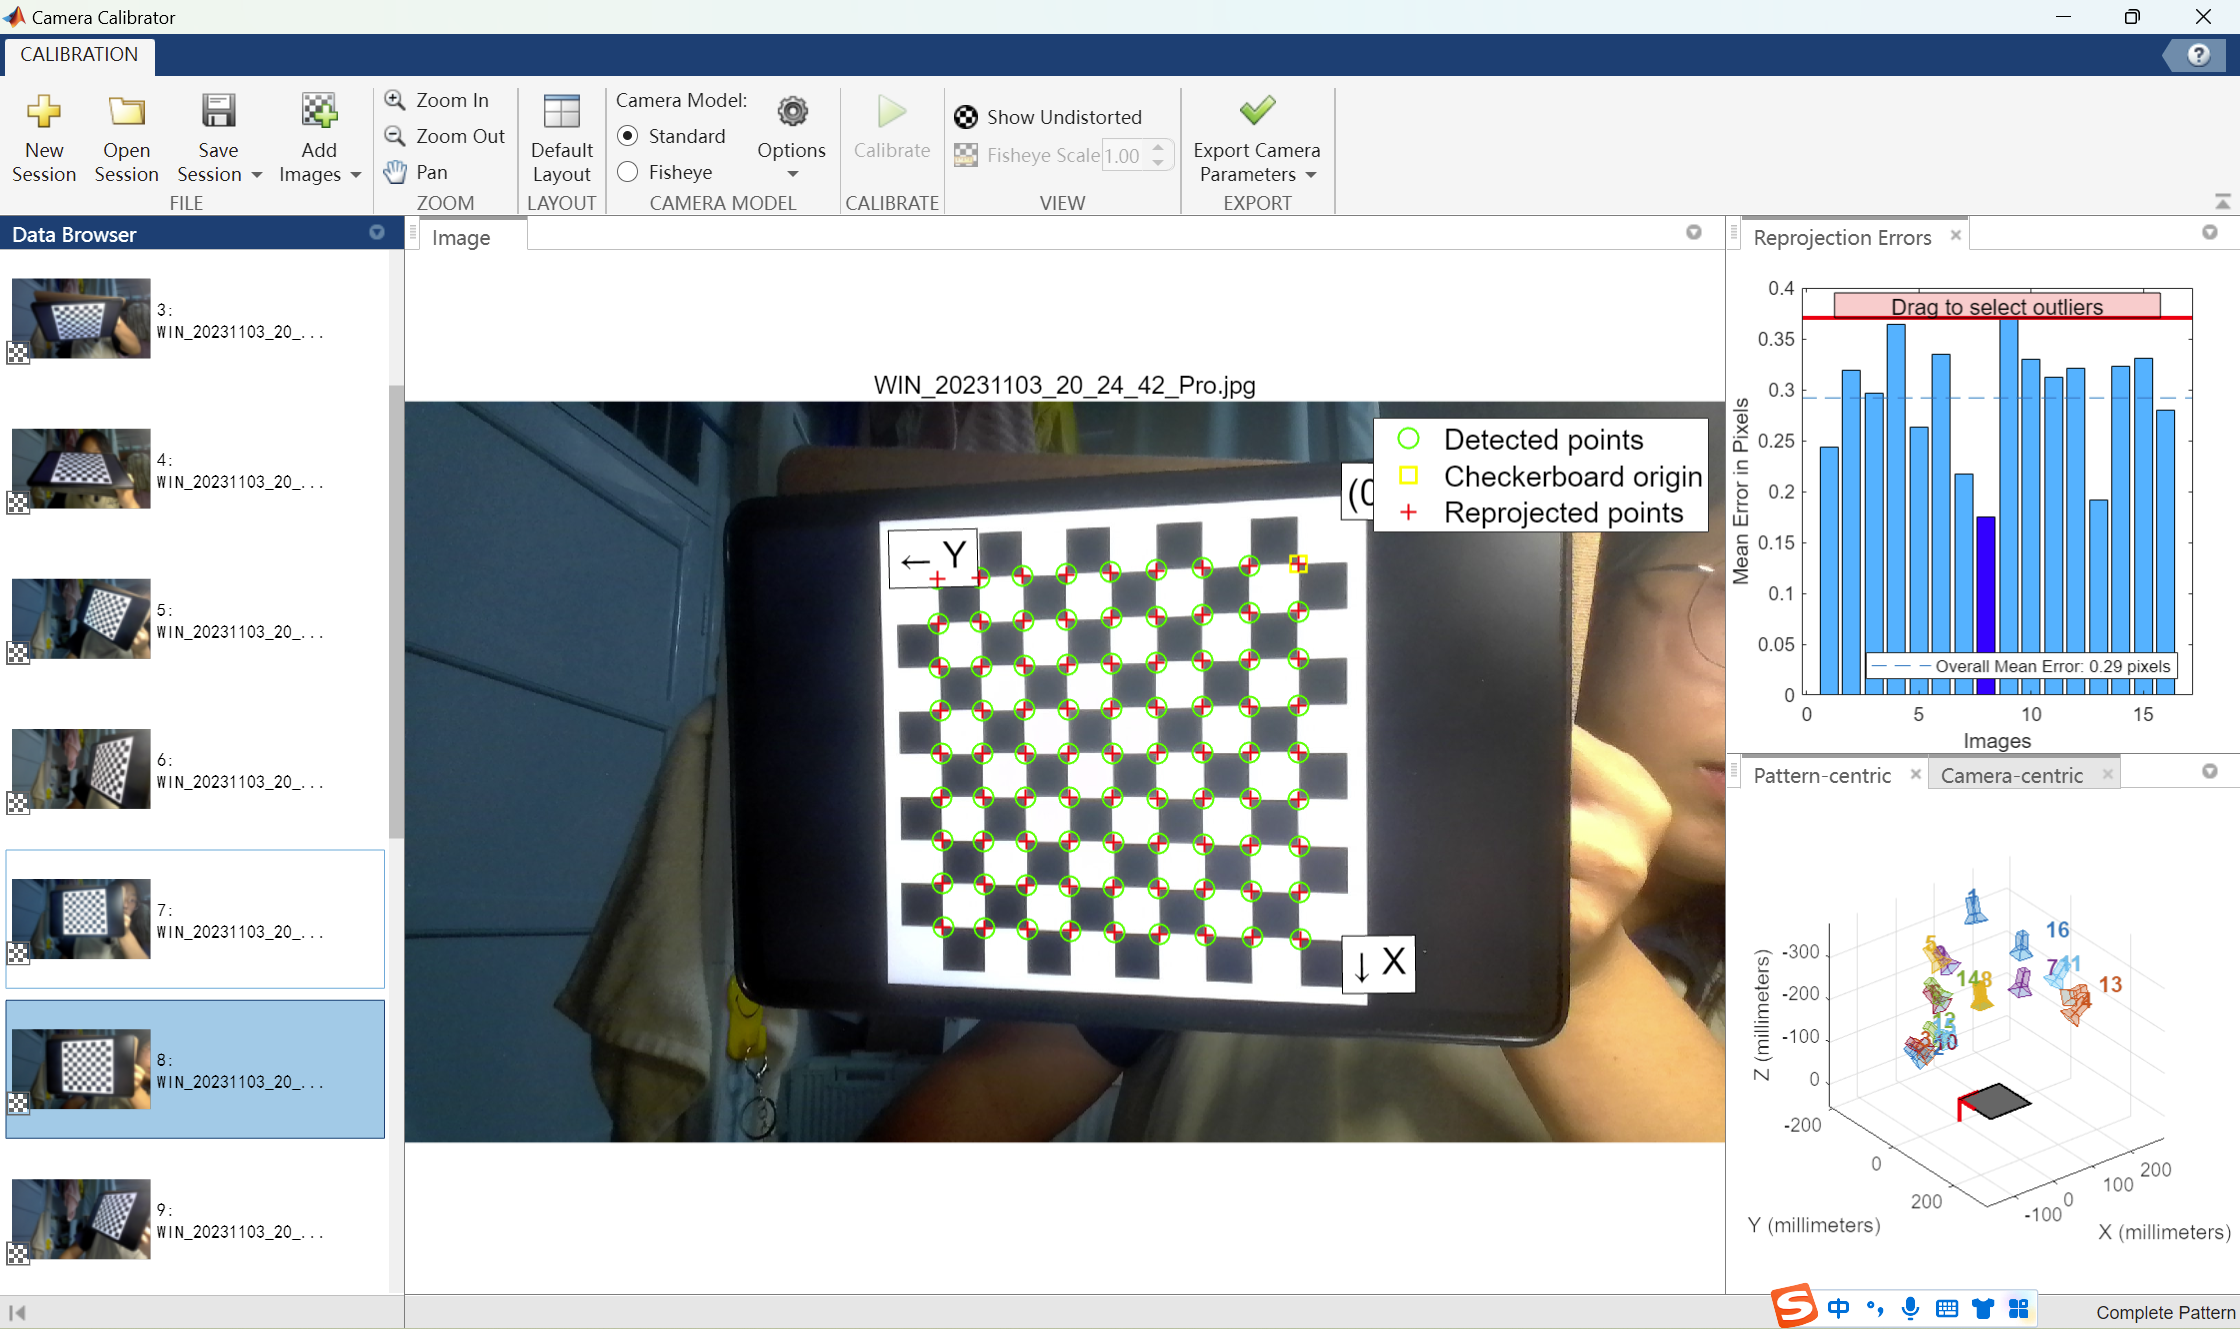 Camera Calibrator
CALIBRATION
?
New Session
Open Session
Save Session
Add Images
FILE
Zoom In
Zoom Out
Pan
ZOOM
Default Layout
LAYOUT
Camera Model:
Standard
Fisheye
Options
CAMERA MODEL
Calibrate
CALIBRATE
Show Undistorted
Fisheye Scale 1.00
VIEW
Export Camera Parameters
EXPORT
Data Browser
3:
WIN_20231103_20_...
4:
WIN_20231103_20_...
5:
WIN_20231103_20_...
6:
WIN_20231103_20_...
7:
WIN_20231103_20_...
8:
WIN_20231103_20_...
9:
WIN_20231103_20_...
Image
WIN_20231103_20_24_42_Pro.jpg
Detected points
Checkerboard origin
Reprojected points
(0
← Y
↓ X
Reprojection Errors
Drag to select outliers
0.4
0.35
0.3
0.25
0.2
0.15
0.1
0.05
0
Mean Error in Pixels
Overall Mean Error: 0.29 pixels
0 5 10 15
Images
Pattern-centric
Camera-centric
1
16
7
11
13
4
14
8
5
12
10
-300
-200
-100
0
Z (millimeters)
-200
0
200
Y (millimeters)
-100
0
100
200
X (millimeters)
S 中
Complete Pattern